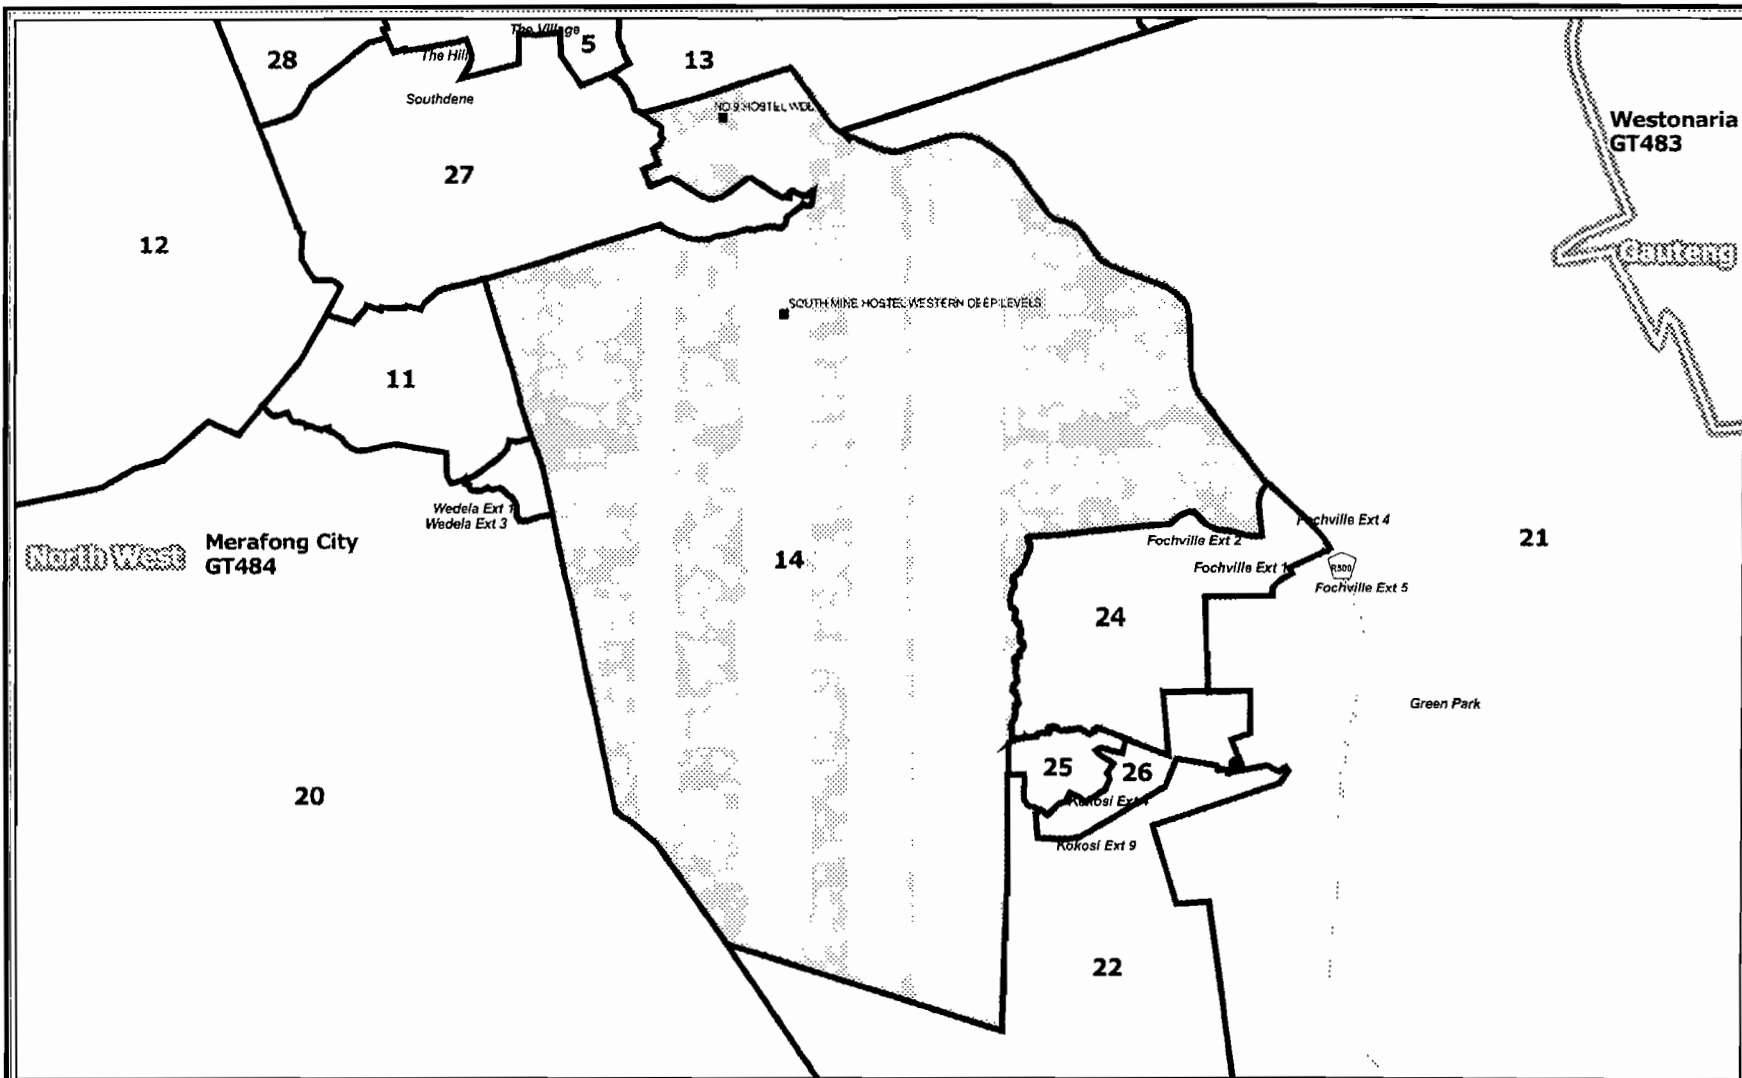 The Village
5
28
The Hill
13
Southdene
NO 9 HOSTEL WDL
Westonaria
GT483
27
12
Gauteng
SOUTH MINE HOSTEL WESTERN DEEP LEVELS
11
Wedela Ext 1
Wedela Ext 3
Fochville Ext 4
North West
Merafong City
GT484
14
Fochville Ext 2
21
Fochville Ext 1
R500
Fochville Ext 5
24
Green Park
25
26
20
Kokosi Ext
Kokosi Ext 9
22